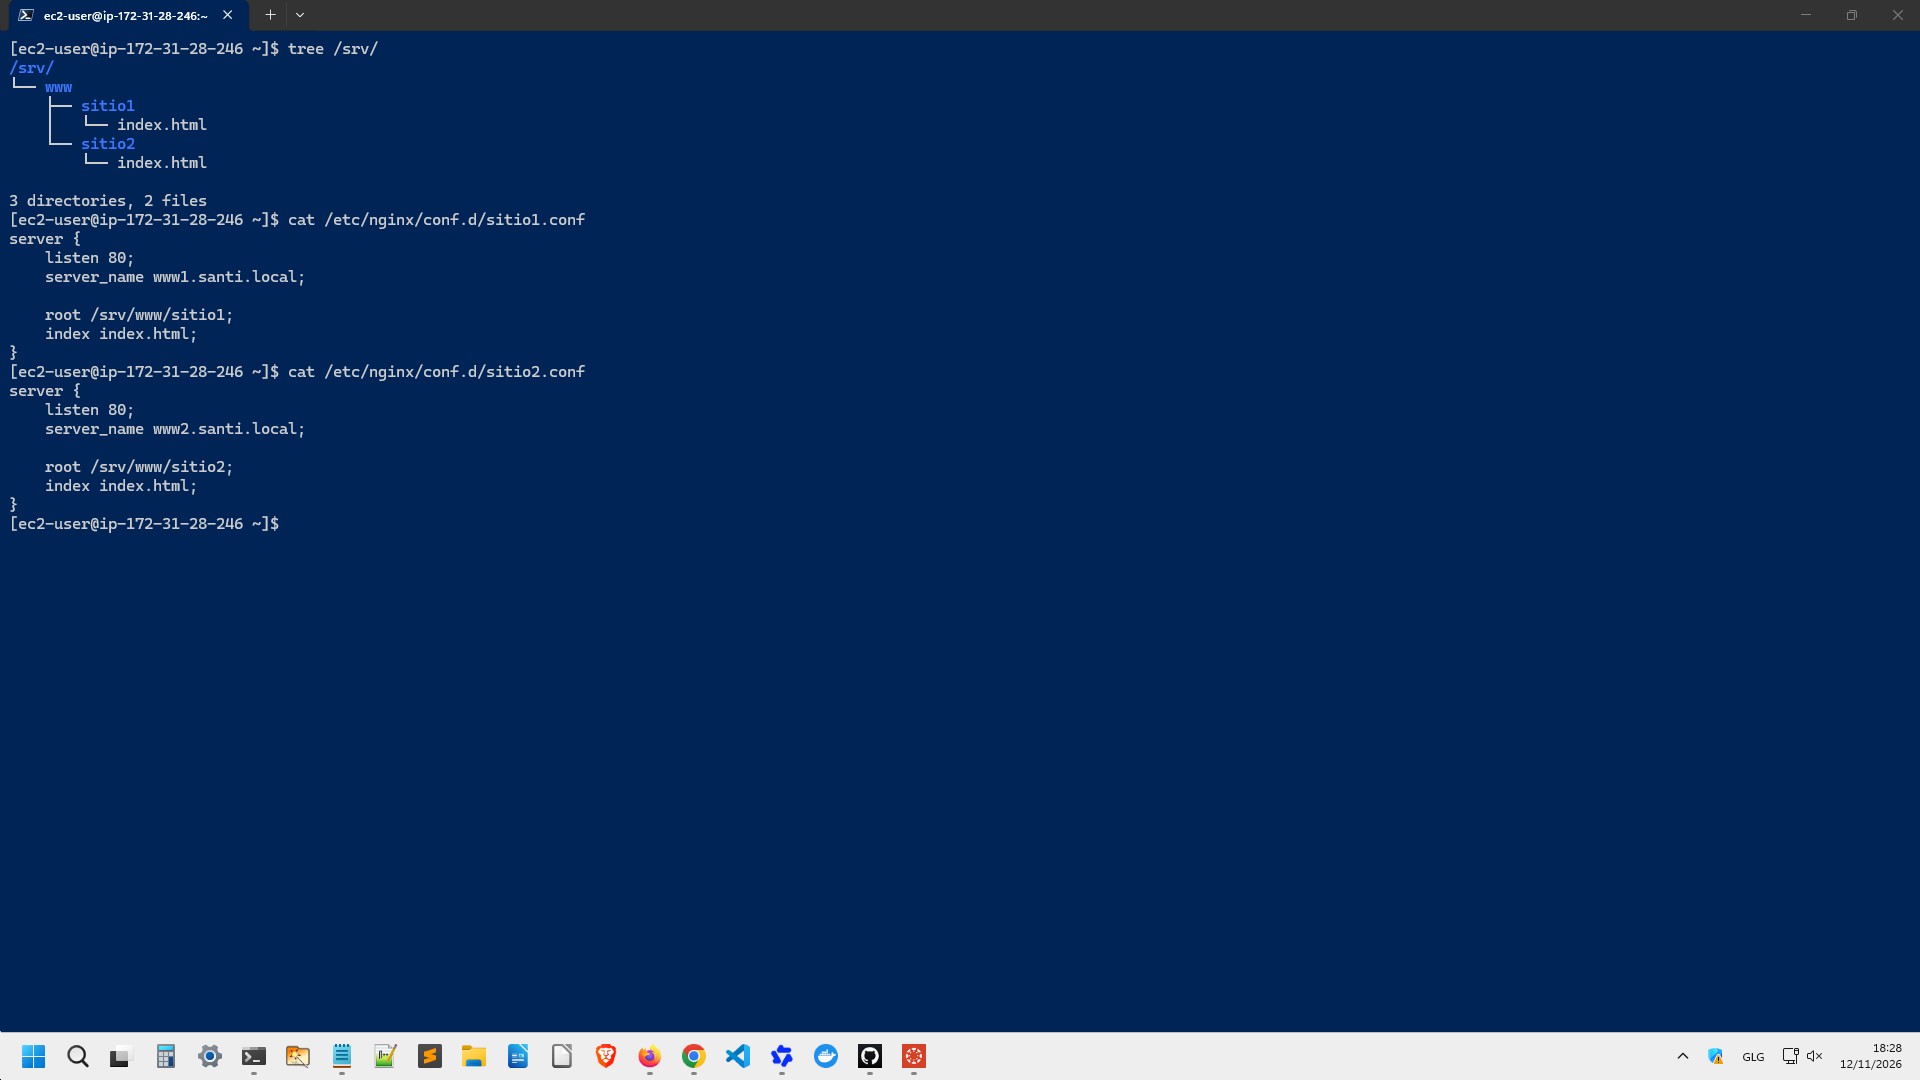 ec2-user@ip-172-31-28-246:~
[ec2-user@ip-172-31-28-246 ~]$ tree /srv/
/srv/
└── www
    ├── sitio1
    │   └── index.html
    └── sitio2
        └── index.html

3 directories, 2 files
[ec2-user@ip-172-31-28-246 ~]$ cat /etc/nginx/conf.d/sitio1.conf
server {
    listen 80;
    server_name www1.santi.local;

    root /srv/www/sitio1;
    index index.html;
}
[ec2-user@ip-172-31-28-246 ~]$ cat /etc/nginx/conf.d/sitio2.conf
server {
    listen 80;
    server_name www2.santi.local;

    root /srv/www/sitio2;
    index index.html;
}
[ec2-user@ip-172-31-28-246 ~]$
GLG
18:28
12/11/2026